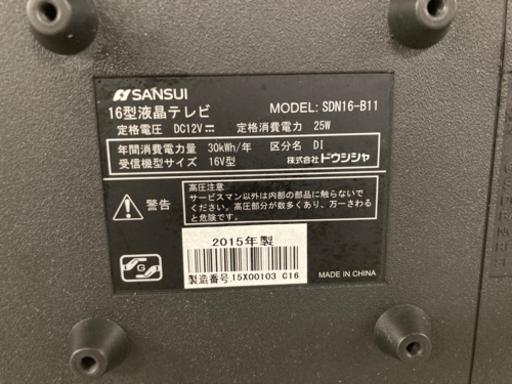 SANSUI
16型液晶テレビ MODEL: SDN16-B11
定格電圧 DC12V⎓ 定格消費電力 25W
年間消費電力量 30kWh/年 区分名 DI
受信機型サイズ 16V型 株式会社ドウシシャ
警告
高圧注意
サービスマン以外は内部の部品に触らないで
ください。高圧部分が数多くあり、万一さわる
と危険です。
SG
2015年製
製造番号.15X00103 C16
MADE IN CHINA